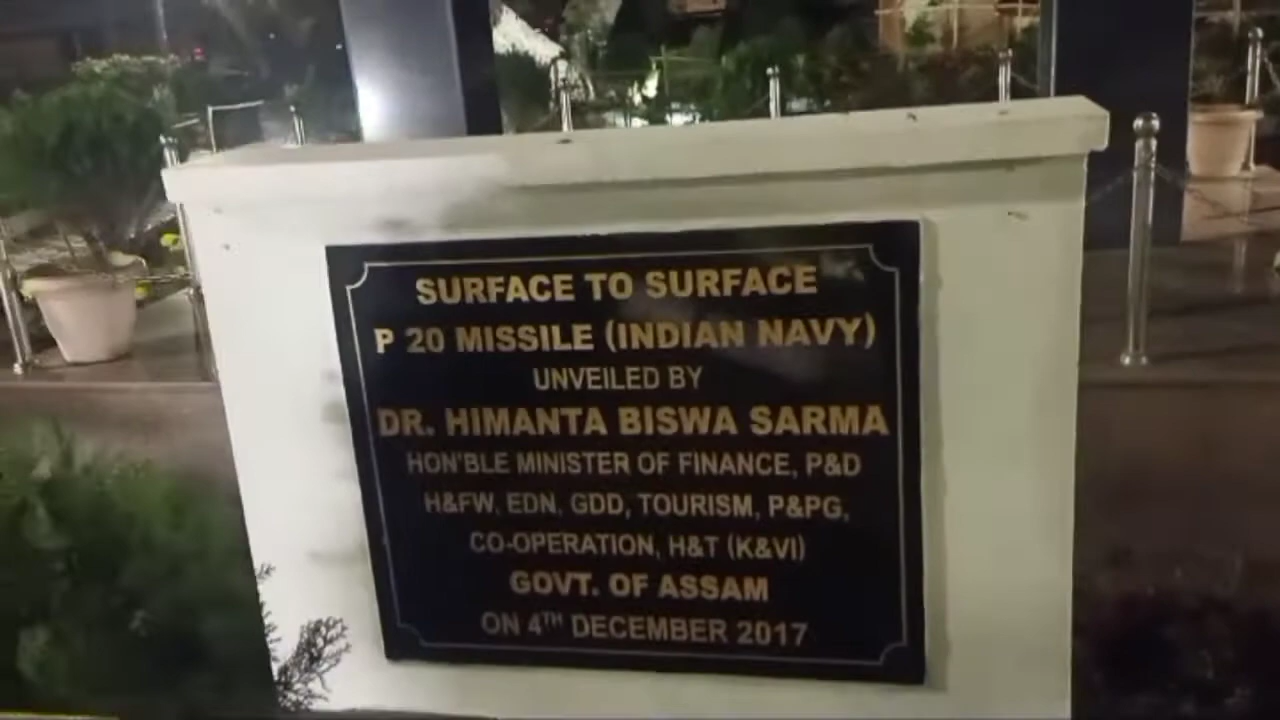 SURFACE TO SURFACE
P 20 MISSILE (INDIAN NAVY)
UNVEILED BY
DR. HIMANTA BISWA SARMA
HON'BLE MINISTER OF FINANCE, P&D
H&FW, EDN, GDD, TOURISM, P&PG,
CO-OPERATION, H&T (K&VI)
GOVT. OF ASSAM
ON 4TH DECEMBER 2017